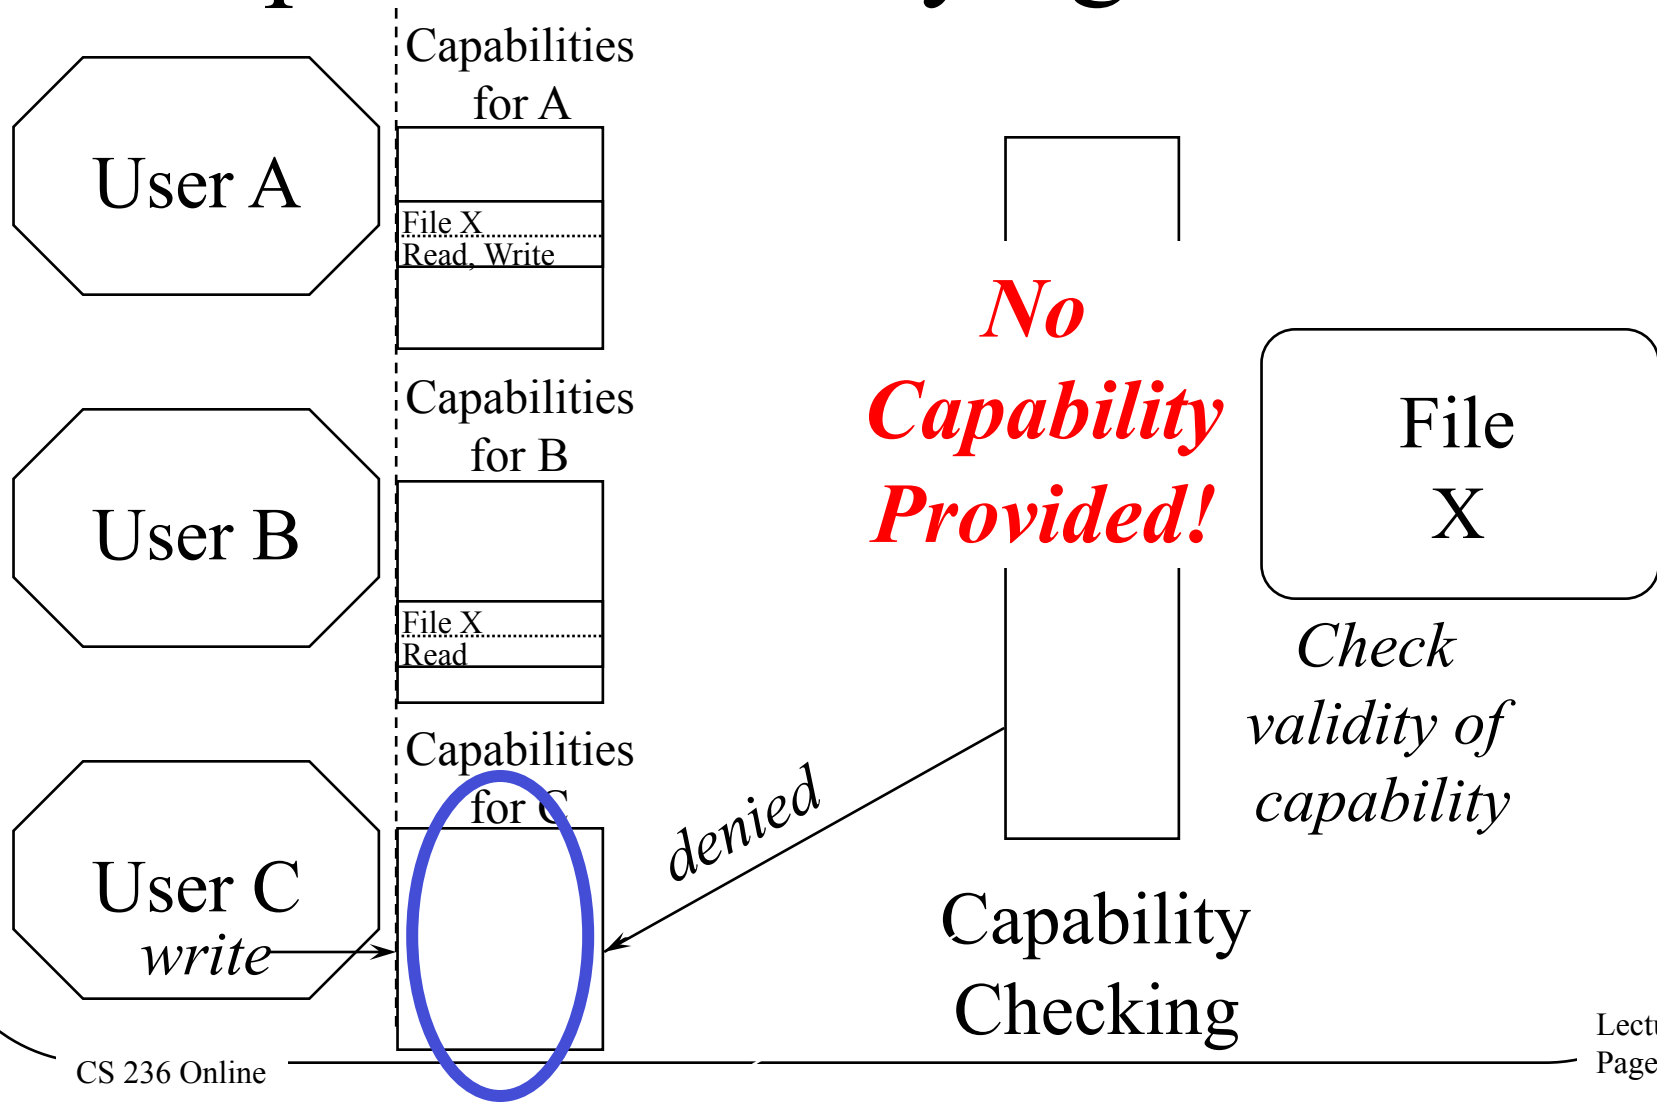 Capabilities
for A
User A
File X
Read, Write
No
Capability
Provided!
Capabilities
for B
File
X
User B
File X
Read
Check
validity of
capability
Capabilities
for C
denied
User C
write
Capability
Checking
CS 236 Online
Page